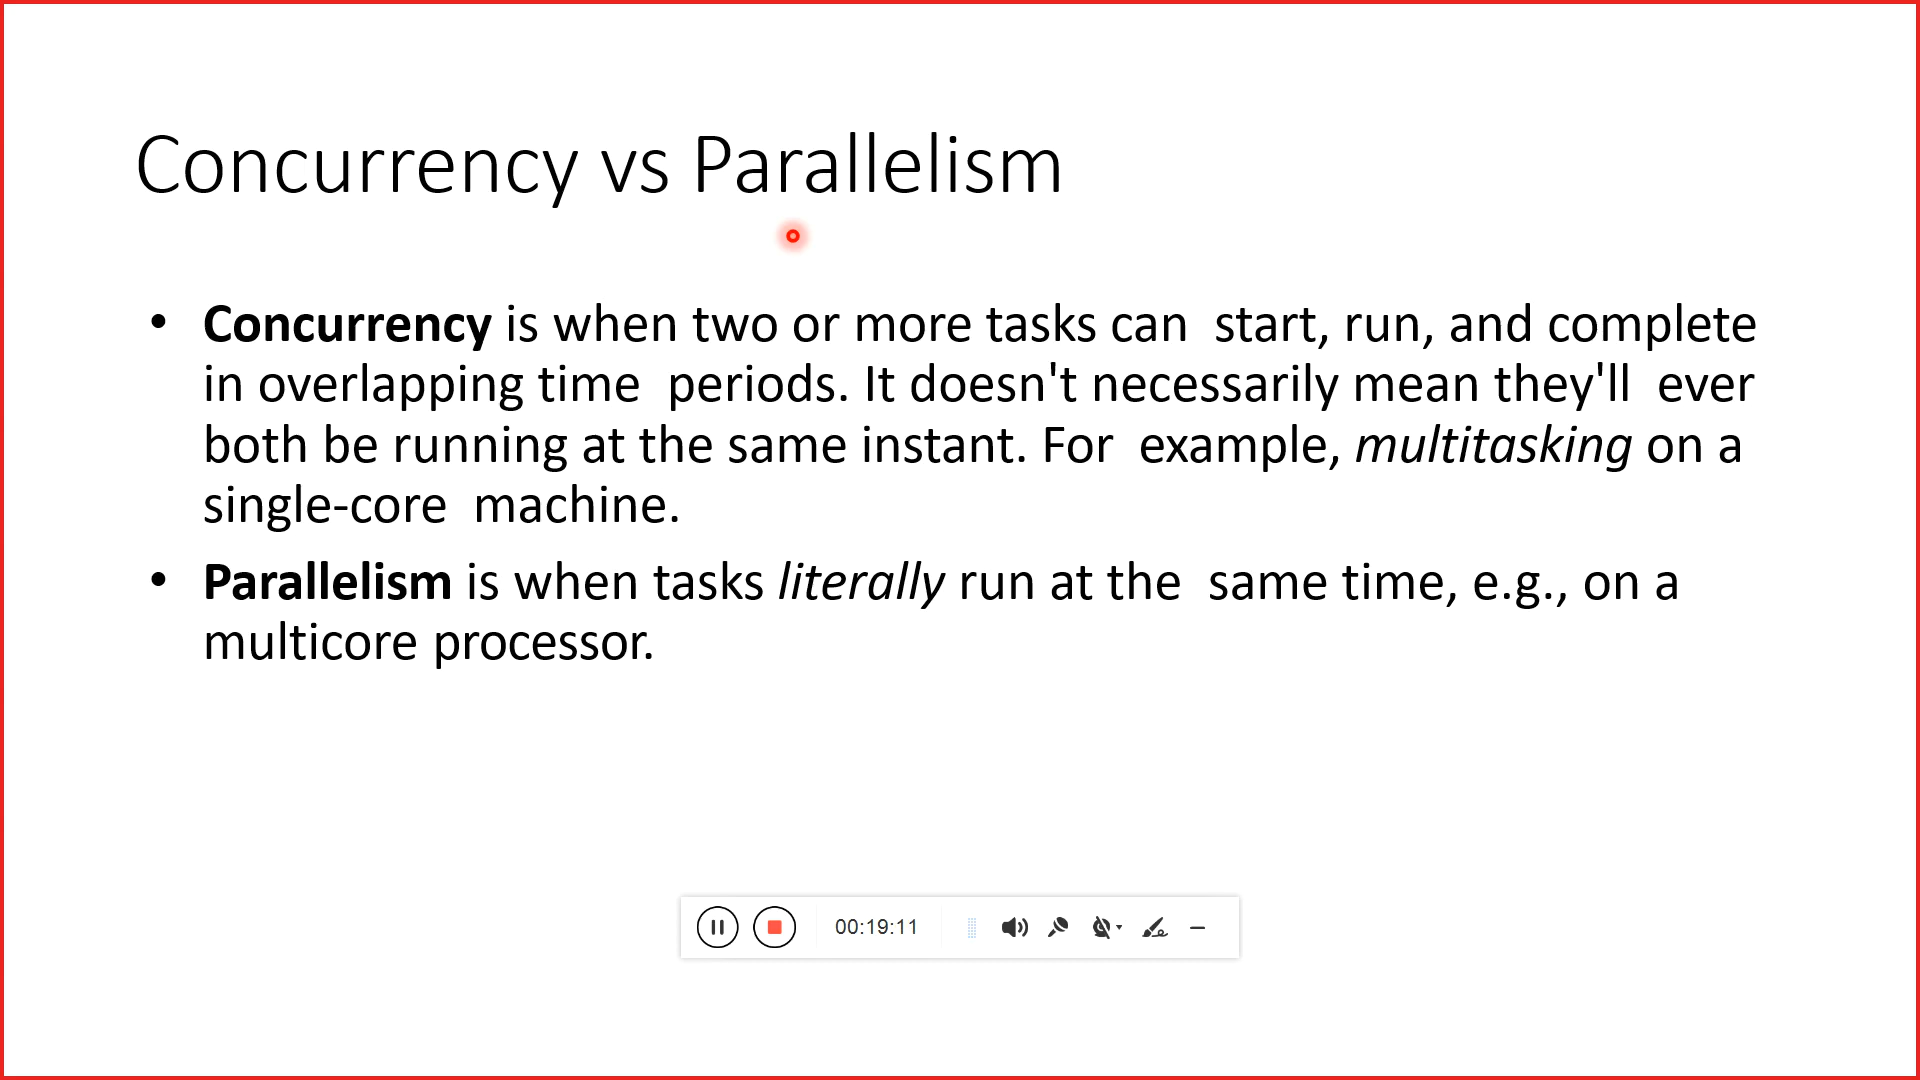 Concurrency vs Parallelism
• Concurrency is when two or more tasks can  start, run, and complete
in overlapping time  periods. It doesn't necessarily mean they'll  ever
both be running at the same instant. For  example, multitasking on a
single-core  machine.
• Parallelism is when tasks literally run at the  same time, e.g., on a
multicore processor.
00:19:11